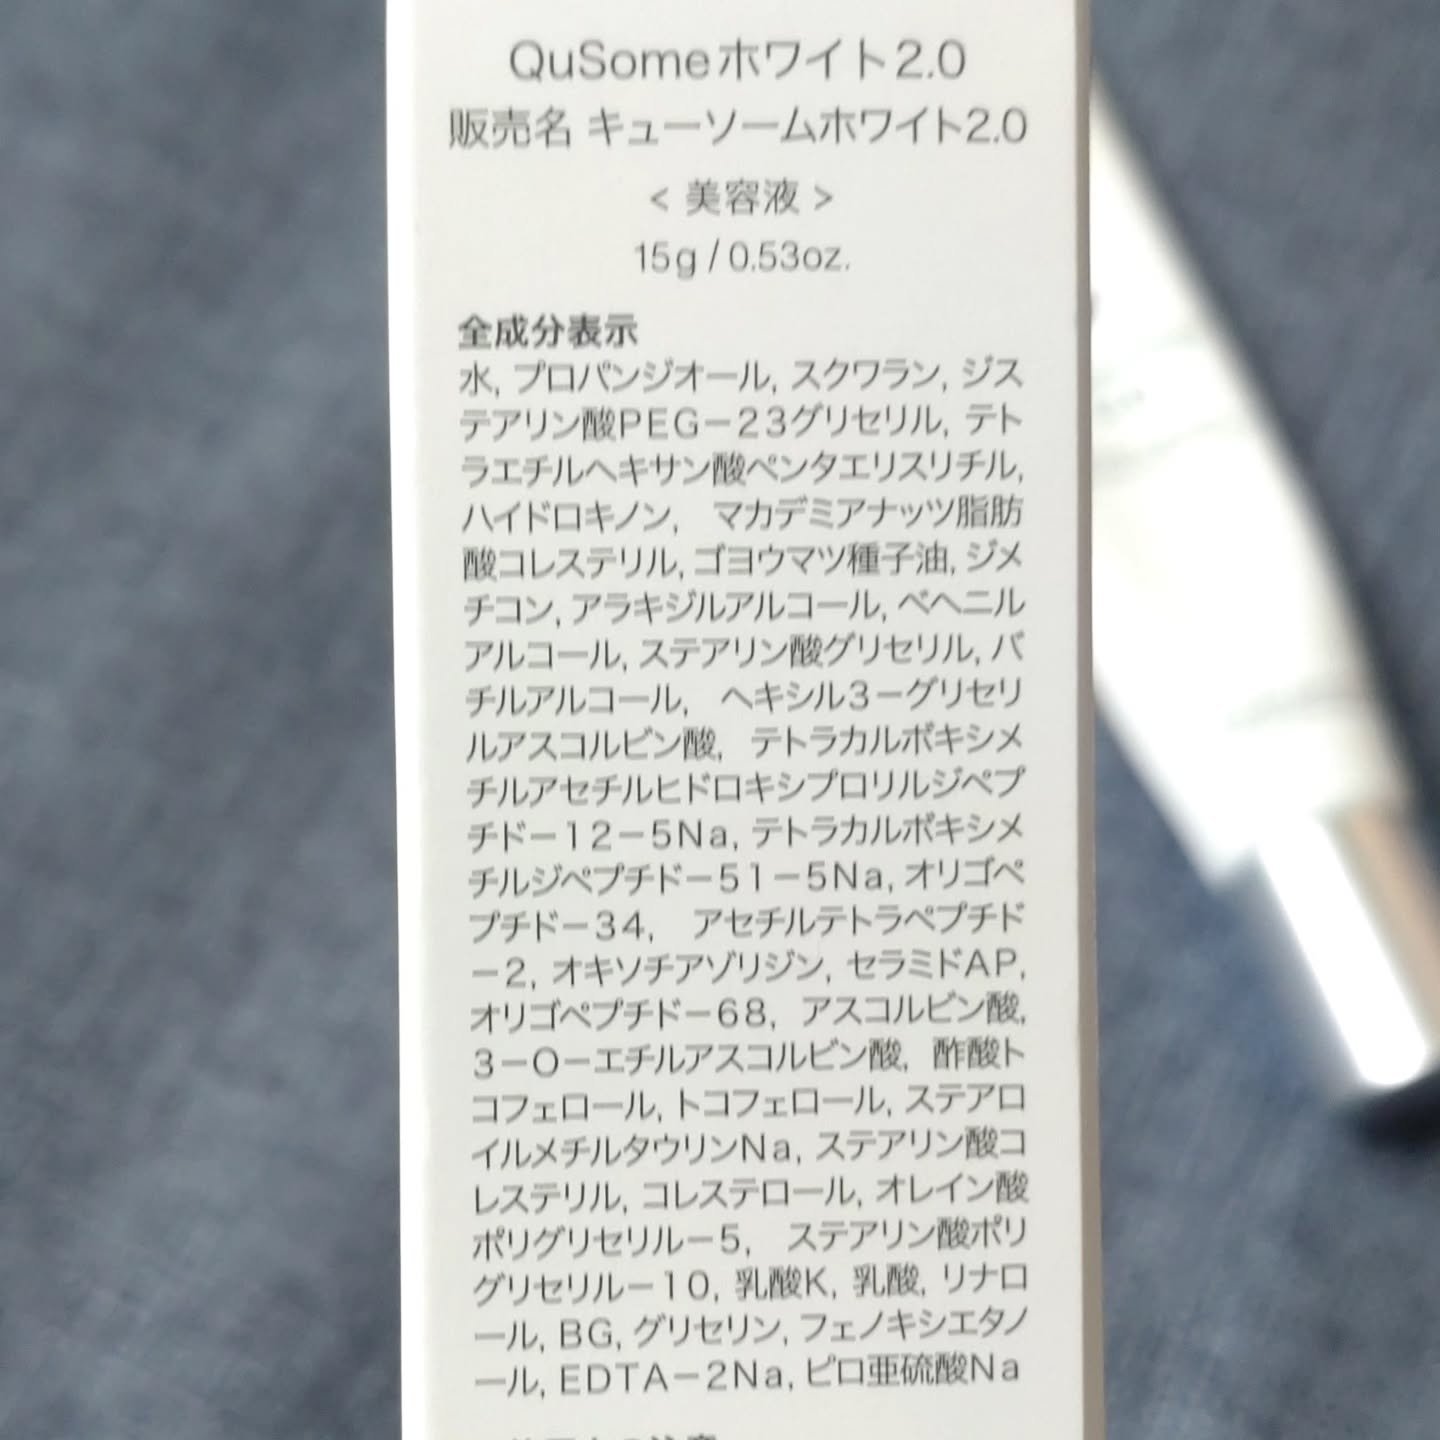 QuSomeホワイト2.0
販売名 キューソームホワイト2.0
< 美容液 >
15g / 0.53oz.
全成分表示
水, プロパンジオール, スクワラン, ジス
テアリン酸PEG－23グリセリル, テト
ラエチルヘキサン酸ペンタエリスリチル,
ハイドロキノン, マカデミアナッツ脂肪
酸コレステリル, ゴヨウマツ種子油, ジメ
チコン, アラキジルアルコール, ベヘニル
アルコール, ステアリン酸グリセリル, バ
チルアルコール, ヘキシル3－グリセリ
ルアスコルビン酸, テトラカルボキシメ
チルアセチルヒドロキシプロリルジペプ
チド－12－5Na, テトラカルボキシメ
チルジペプチド－51－5Na, オリゴペ
プチド－34, アセチルテトラペプチド
－2, オキソチアゾリジン, セラミドAP,
オリゴペプチド－68, アスコルビン酸,
3－O－エチルアスコルビン酸, 酢酸ト
コフェロール, トコフェロール, ステアロ
イルメチルタウリンNa, ステアリン酸コ
レステリル, コレステロール, オレイン酸
ポリグリセリル－5, ステアリン酸ポリ
グリセリル－10, 乳酸K, 乳酸, リナロ
ール, BG, グリセリン, フェノキシエタノ
ール, EDTA－2Na, ピロ亜硫酸Na